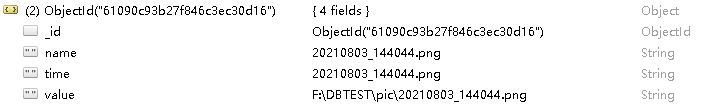 (2) ObjectId("61090c93b27f846c3ec30d16") { 4 fields } Object
_id ObjectId("61090c93b27f846c3ec30d16") ObjectId
"" name 20210803_144044.png String
"" time 20210803_144044.png String
"" value F:\DBTEST\pic\20210803_144044.png String